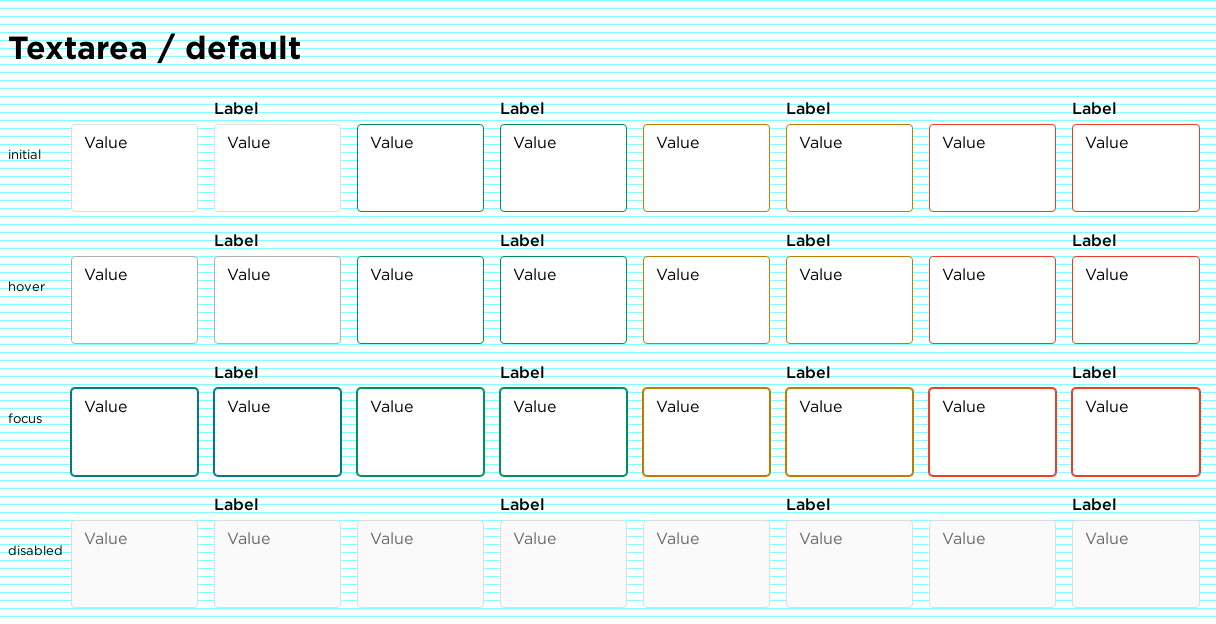 Textarea / default
Label Label Label Label
initial Value Value Value Value Value Value Value Value
Label Label Label Label
hover Value Value Value Value Value Value Value Value
Label Label Label Label
focus Value Value Value Value Value Value Value Value
Label Label Label Label
disabled Value Value Value Value Value Value Value Value